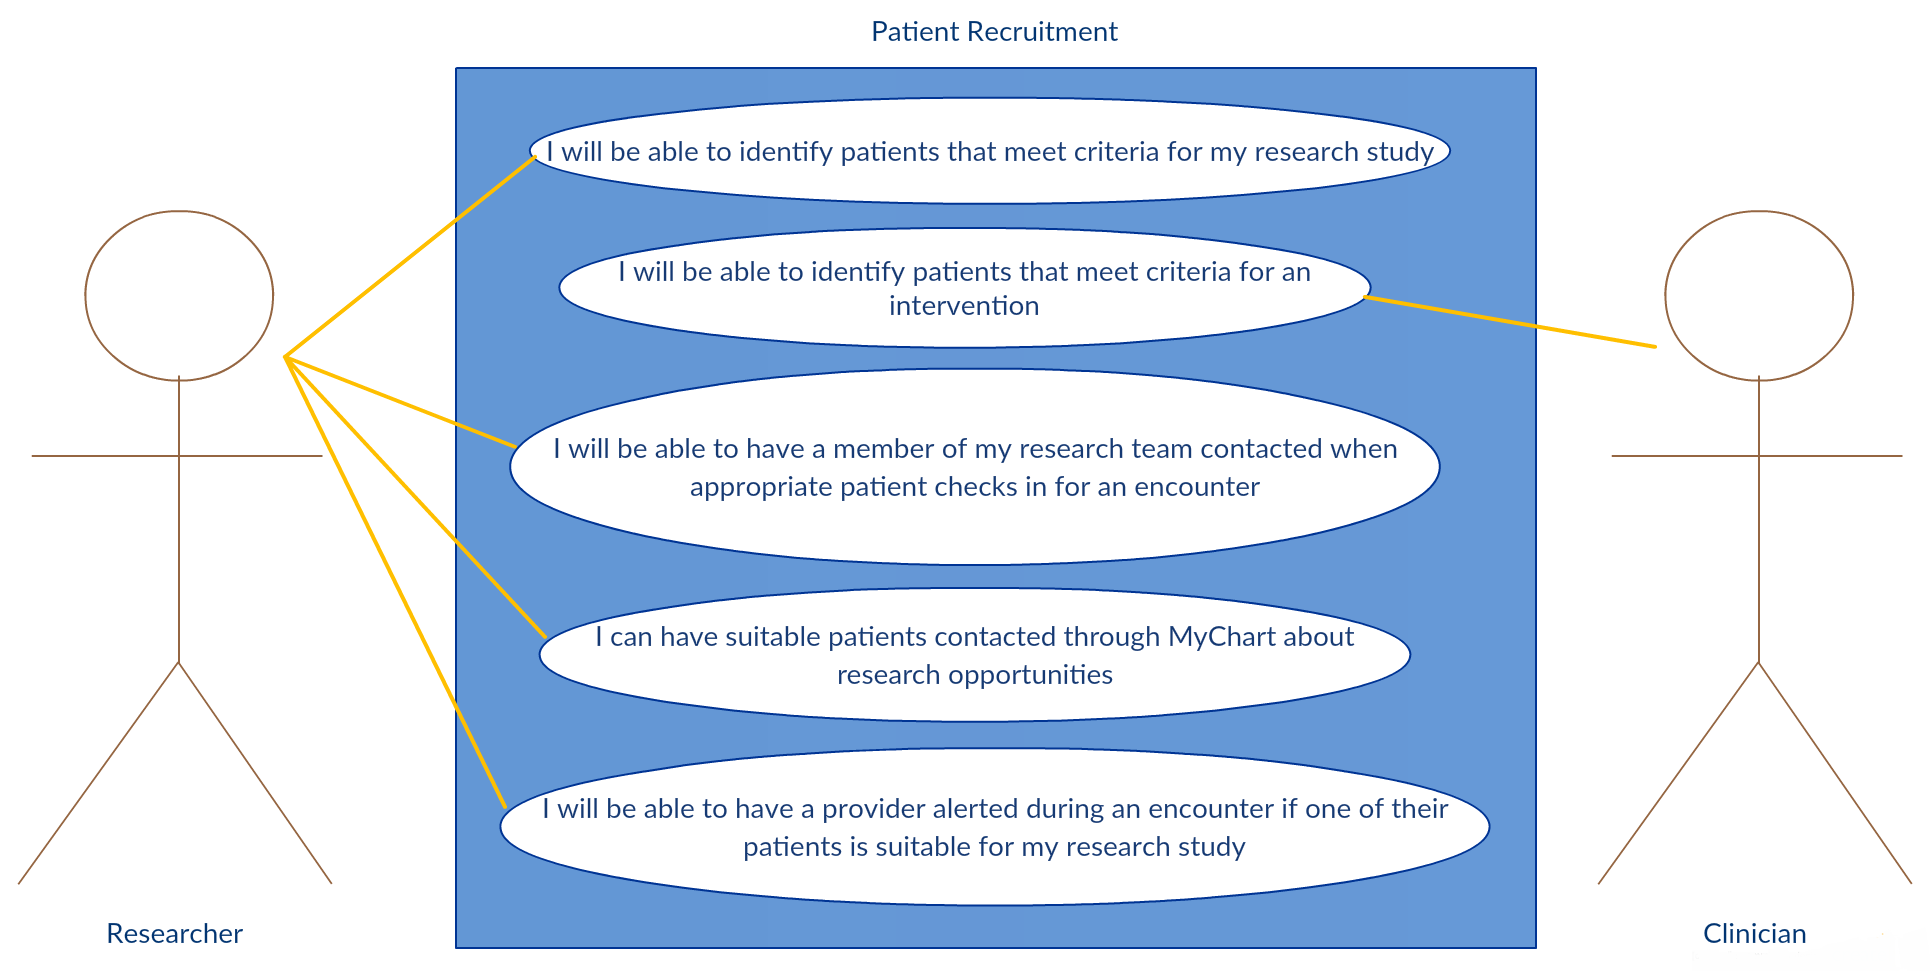 Patient Recruitment
I will be able to identify patients that meet criteria for my research study
I will be able to identify patients that meet criteria for an
intervention
I will be able to have a member of my research team contacted when
appropriate patient checks in for an encounter
I can have suitable patients contacted through MyChart about
research opportunities
I will be able to have a provider alerted during an encounter if one of their
patients is suitable for my research study
Researcher
Clinician